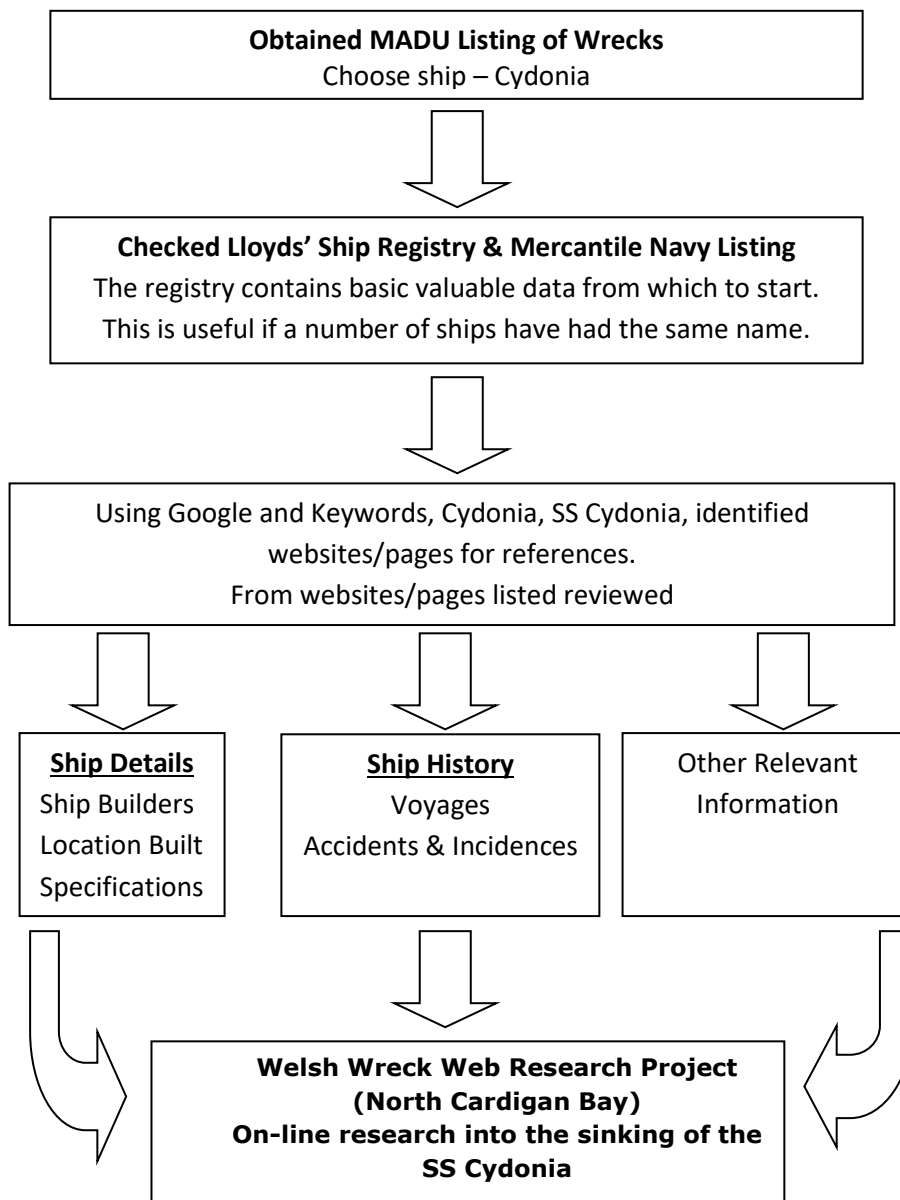 Obtained MADU Listing of Wrecks
Choose ship – Cydonia
Checked Lloyds’ Ship Registry & Mercantile Navy Listing
The registry contains basic valuable data from which to start.
This is useful if a number of ships have had the same name.
Using Google and Keywords, Cydonia, SS Cydonia, identified
websites/pages for references.
From websites/pages listed reviewed
Ship Details
Ship Builders
Location Built
Specifications
Ship History
Voyages
Accidents & Incidences
Other Relevant
Information
Welsh Wreck Web Research Project
(North Cardigan Bay)
On-line research into the sinking of the
SS Cydonia